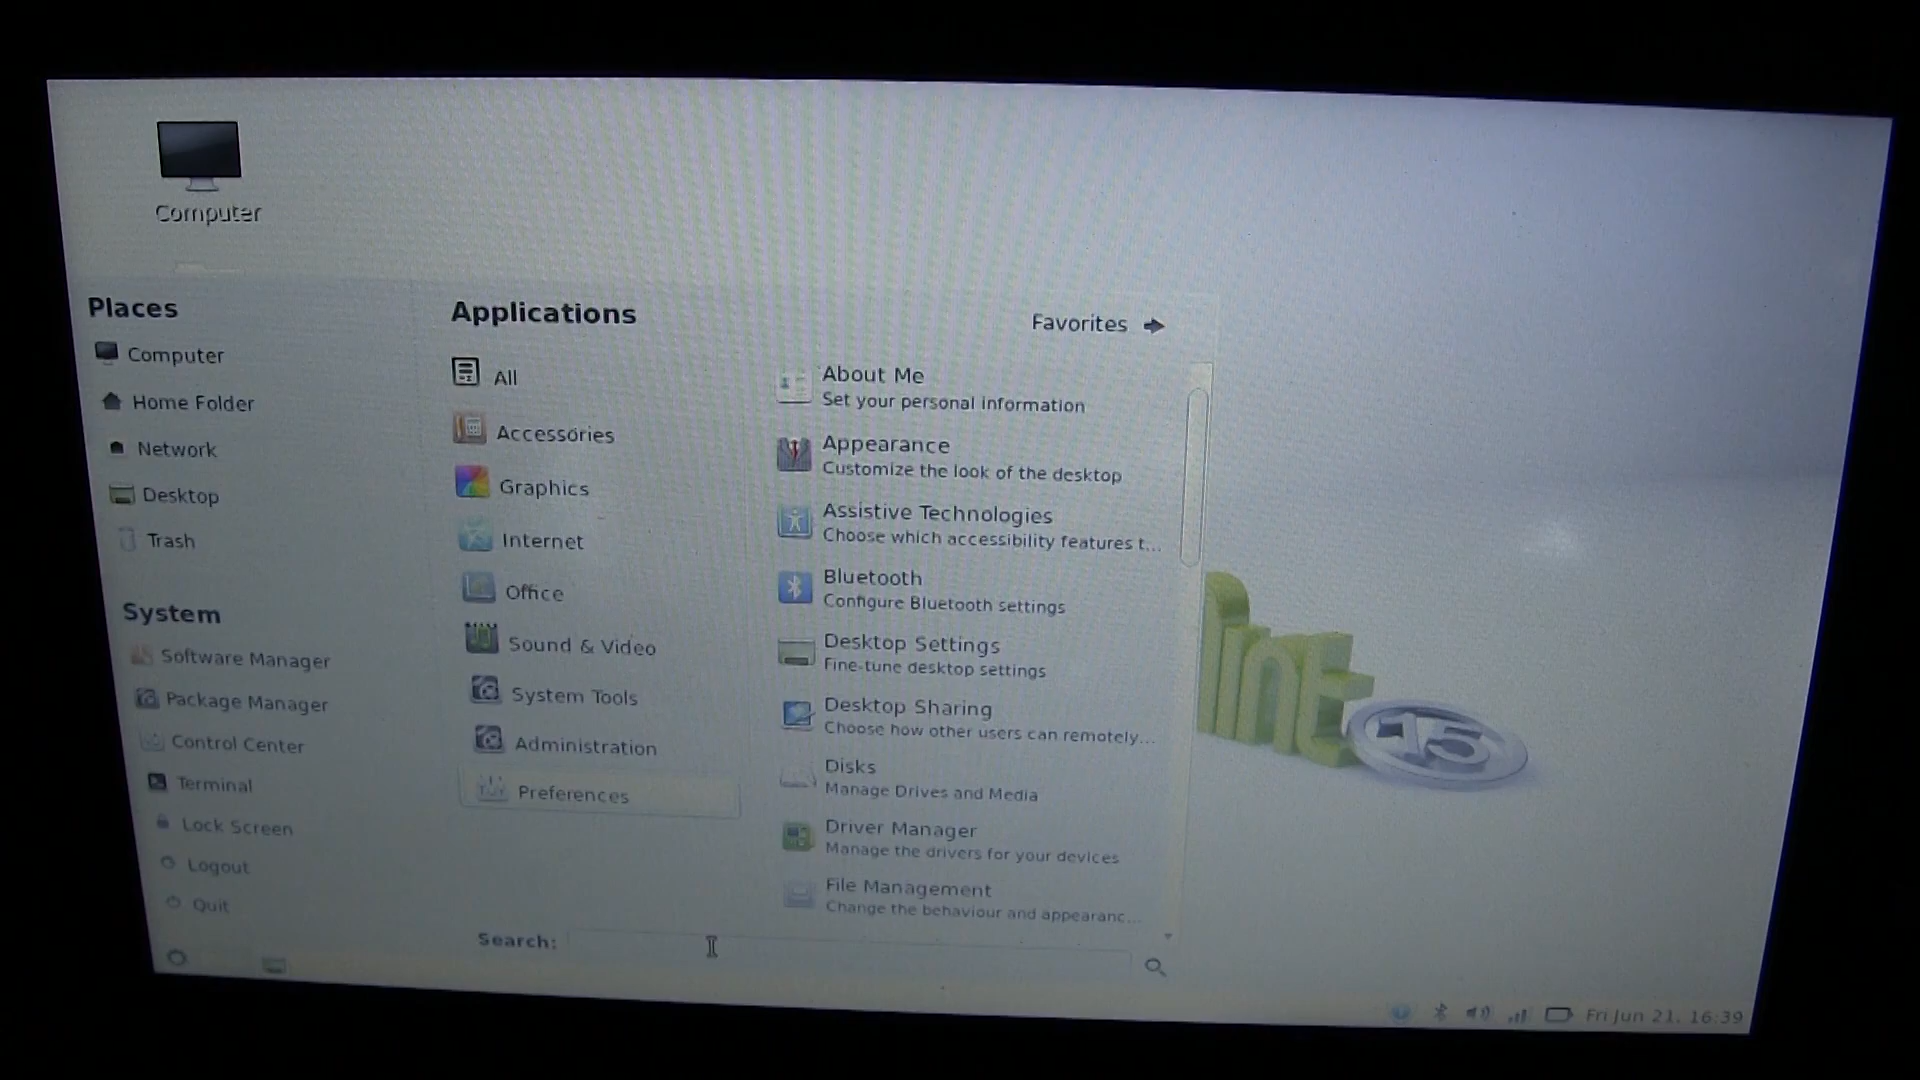 Computer
Places
Computer
Home Folder
Network
Desktop
Trash
System
Software Manager
Package Manager
Control Center
Terminal
Lock Screen
Logout
Quit
Applications
Favorites
All
Accessories
Graphics
Internet
Office
Sound & Video
System Tools
Administration
Preferences
About Me
Set your personal information
Appearance
Customize the look of the desktop
Assistive Technologies
Choose which accessibility features t...
Bluetooth
Configure Bluetooth settings
Desktop Settings
Fine-tune desktop settings
Desktop Sharing
Choose how other users can remotely...
Disks
Manage Drives and Media
Driver Manager
Manage the drivers for your devices
File Management
Change the behaviour and appearanc...
Search:
15
Fri Jun 21, 16:39